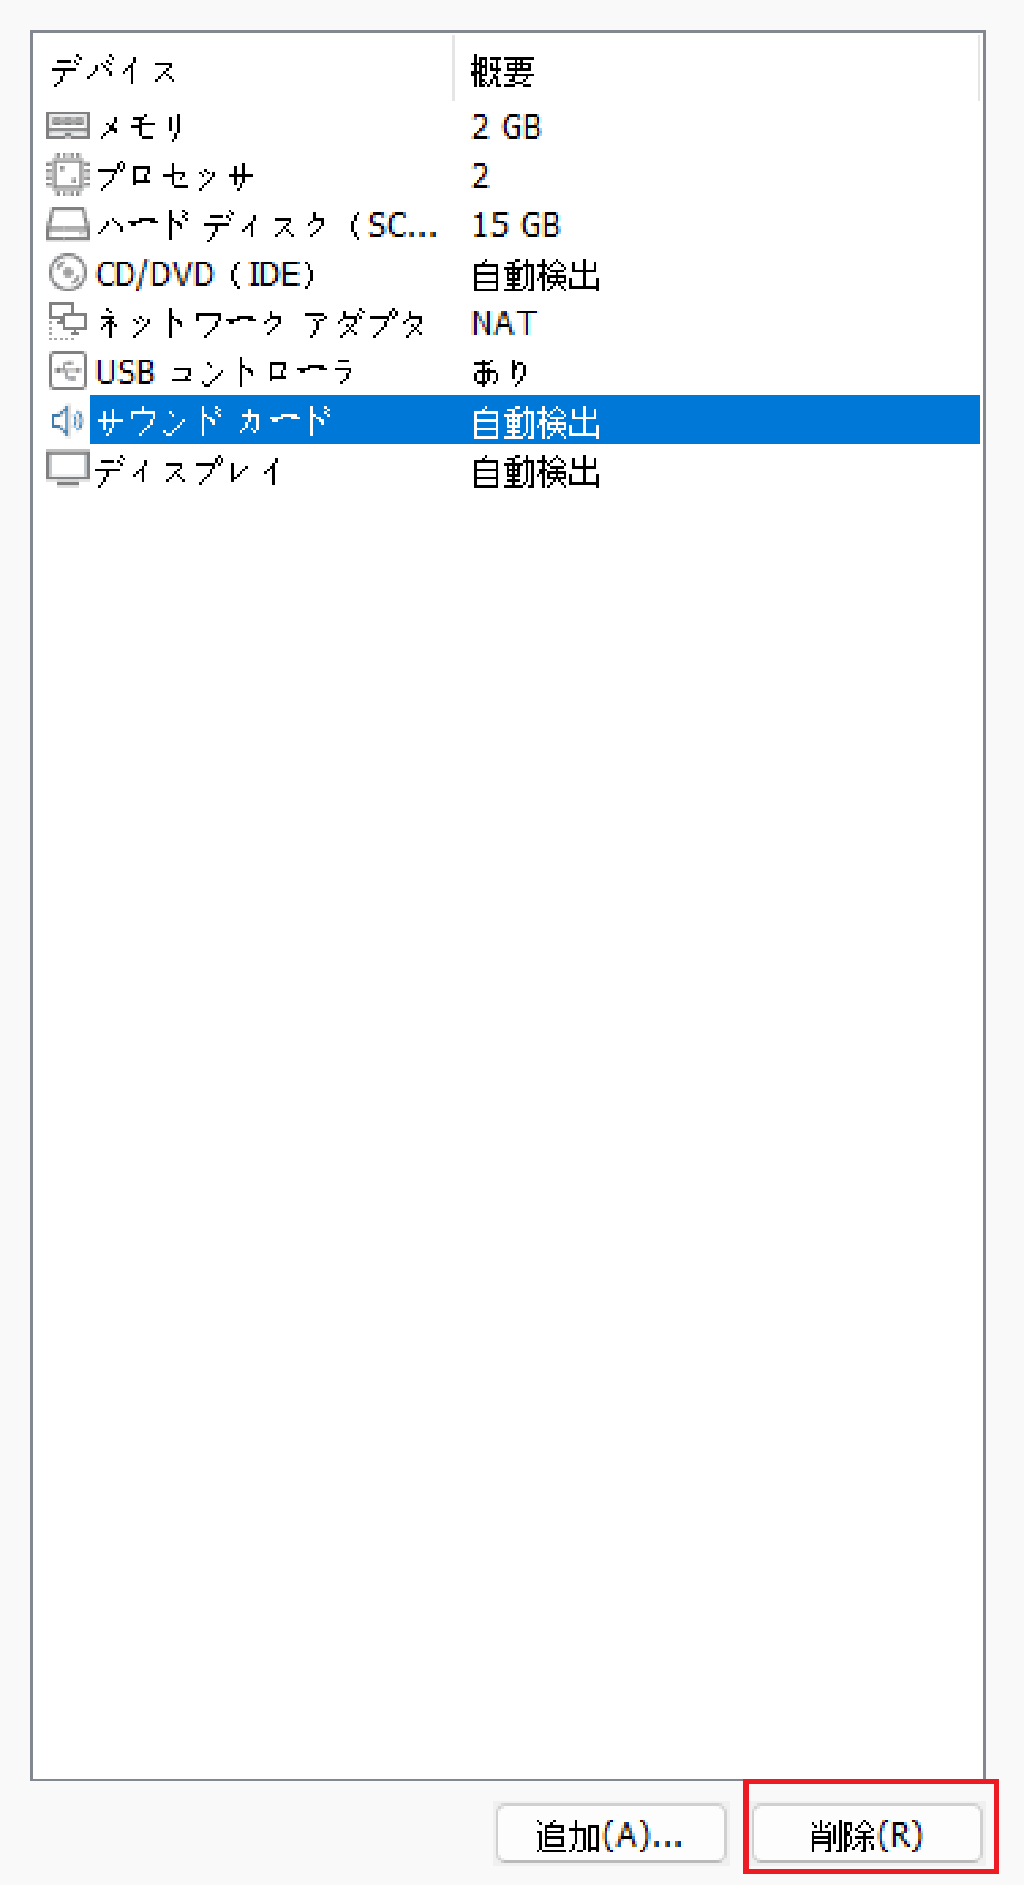 デバイス 概要
メモリ 2 GB
プロセッサ 2
ハード ディスク（SC... 15 GB
CD/DVD（IDE） 自動検出
ネットワーク アダプタ NAT
USB コントローラ あり
サウンド カード 自動検出
ディスプレイ 自動検出
追加(A)... 削除(R)